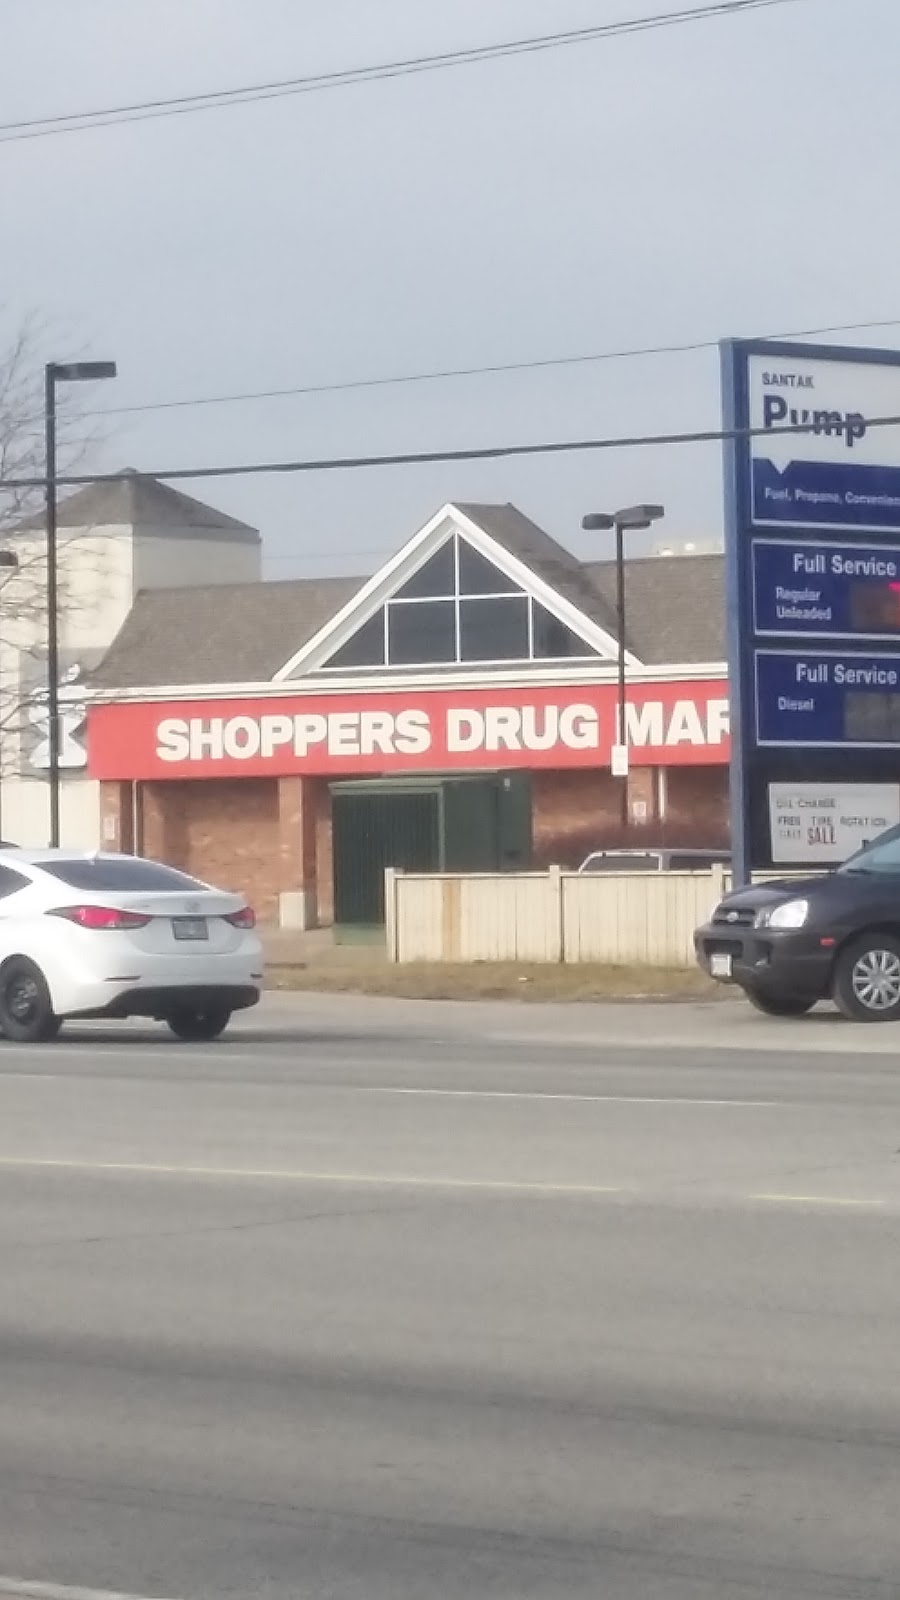 SANTAK
Pump
Fuel, Propane, Convenien
Full Service
Regular
Unleaded
Full Service
Diesel
SHOPPERS DRUG MAR
OIL CHANGE
FREE TIRE ROTATION
SALE